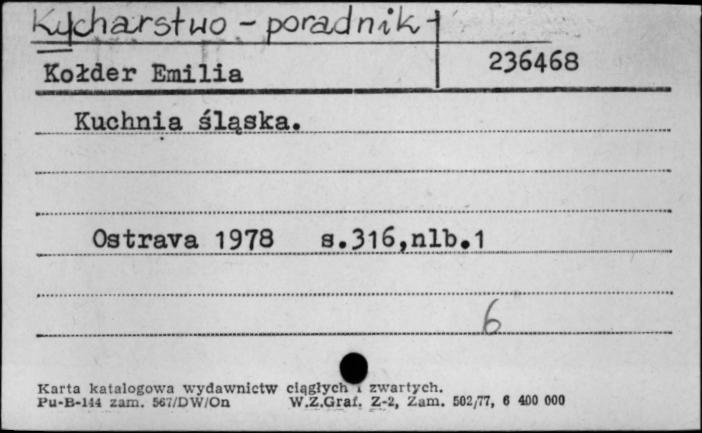 Kucharstwo - poradnik
Kołder Emilia 236468
Kuchnia śląska.
Ostrava 1978 s.316,nlb.1
6
Karta katalogowa wydawnictw ciągłych i zwartych.
Pu-B-144 zam. 567/DW/On W.Z.Graf. Z-2, Zam. 502/77, 6 400 000